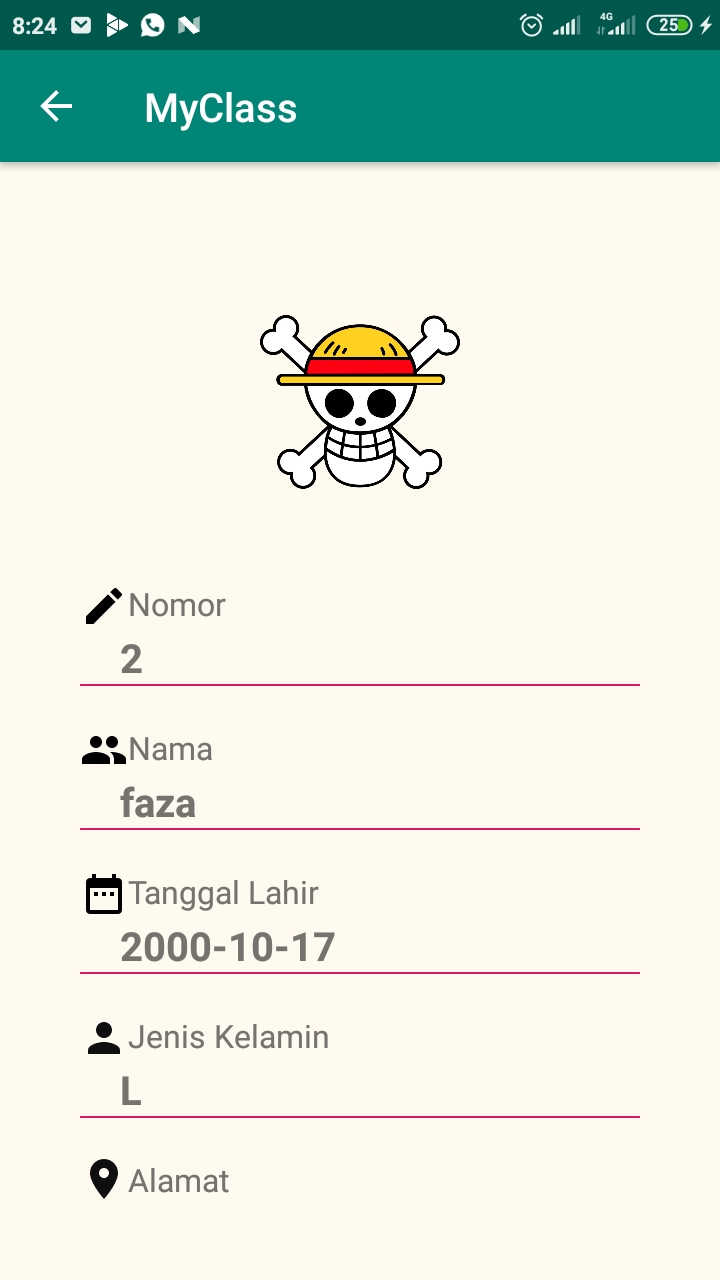 8:24
4G
25
MyClass
Nomor
2
Nama
faza
Tanggal Lahir
2000-10-17
Jenis Kelamin
L
Alamat